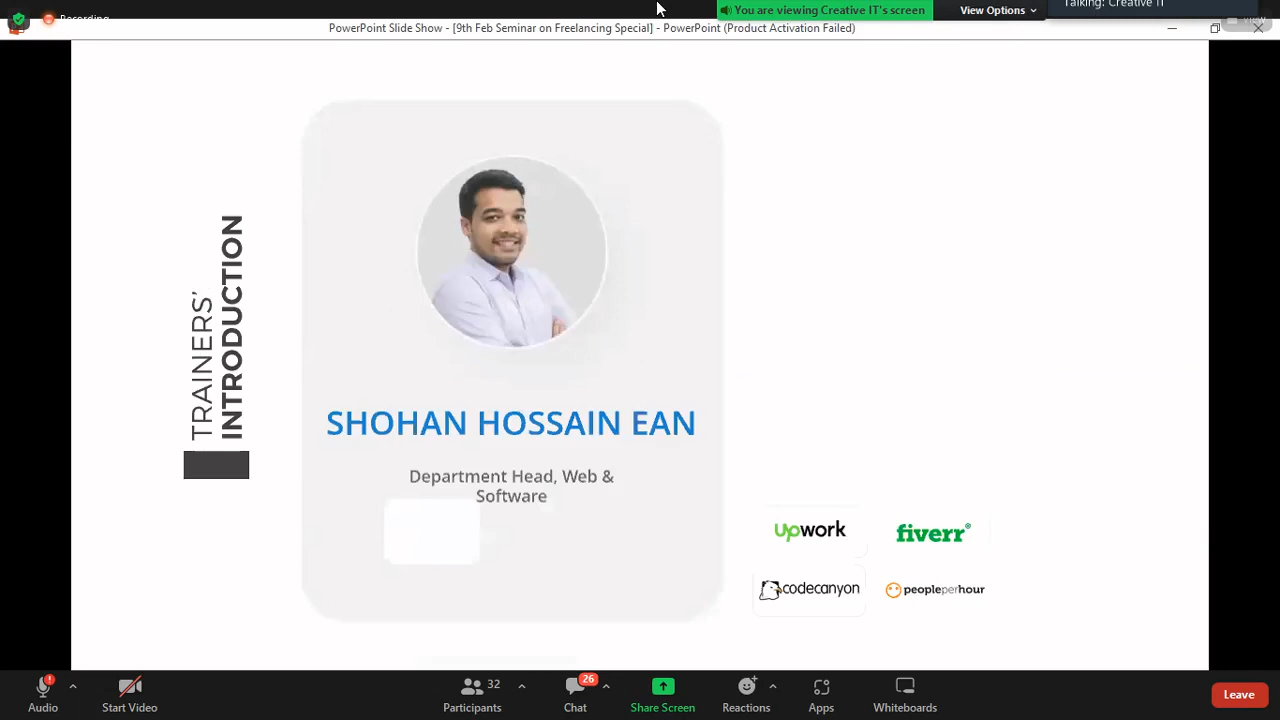 You are viewing Creative IT's screen
View Options
Talking: Creative IT
Recording
View
PowerPoint Slide Show - [9th Feb Seminar on Freelancing Special] - PowerPoint (Product Activation Failed)
TRAINERS'
INTRODUCTION
SHOHAN HOSSAIN EAN
Department Head, Web &
Software
upwork
fiverr®
codecanyon
peopleperhour
32
26
Audio
Start Video
Participants
Chat
Share Screen
Reactions
Apps
Whiteboards
Leave